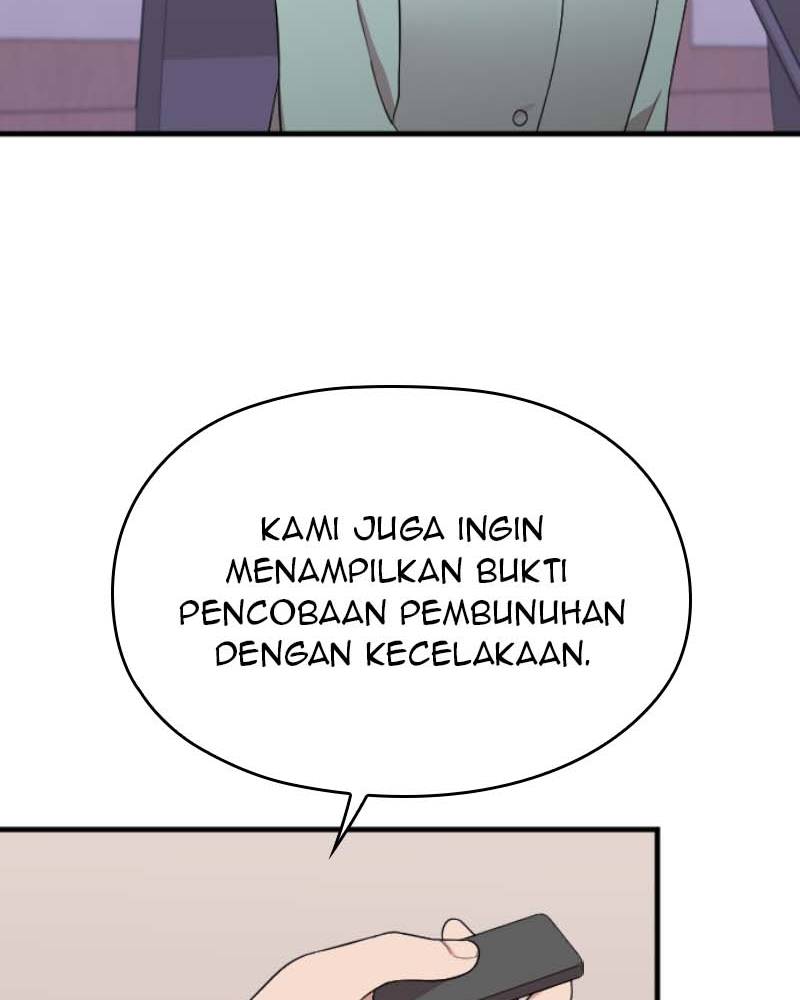 KAMI JUGA INGIN
MENAMPILKAN BUKTI
PENCOBAAN PEMBUNUHAN
DENGAN KECELAKAAN.